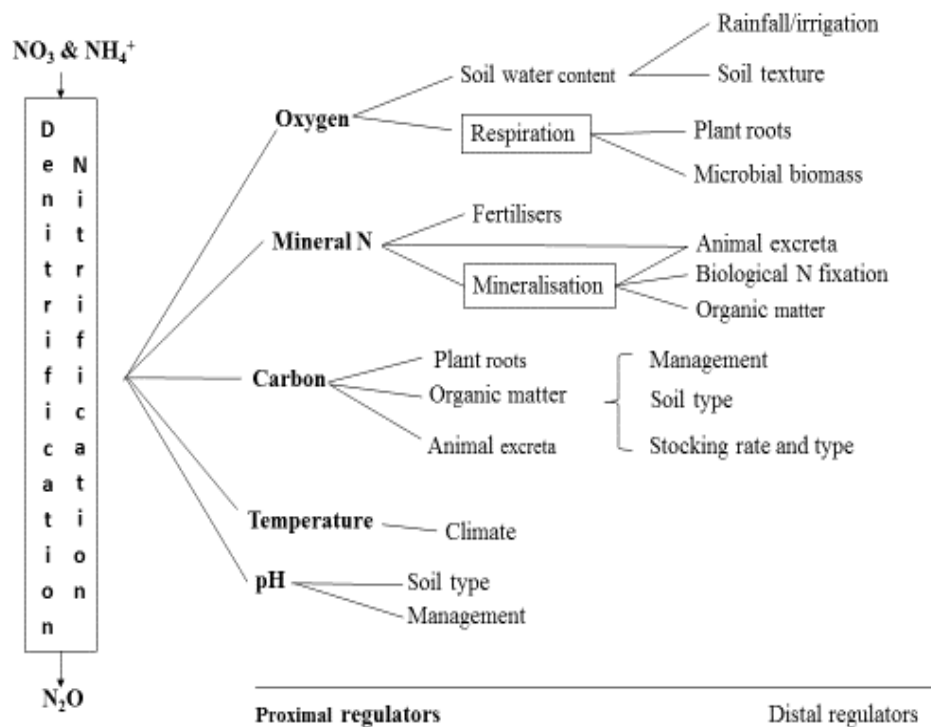 NO₃ & NH₄⁺
Denitrification
Nitrification
N₂O
Oxygen
Soil water content
Rainfall/irrigation
Soil texture
Respiration
Plant roots
Microbial biomass
Mineral N
Fertilisers
Animal excreta
Mineralisation
Biological N fixation
Organic matter
Carbon
Plant roots
Organic matter
Animal excreta
Management
Soil type
Stocking rate and type
Temperature
Climate
pH
Soil type
Management
Proximal regulators
Distal regulators